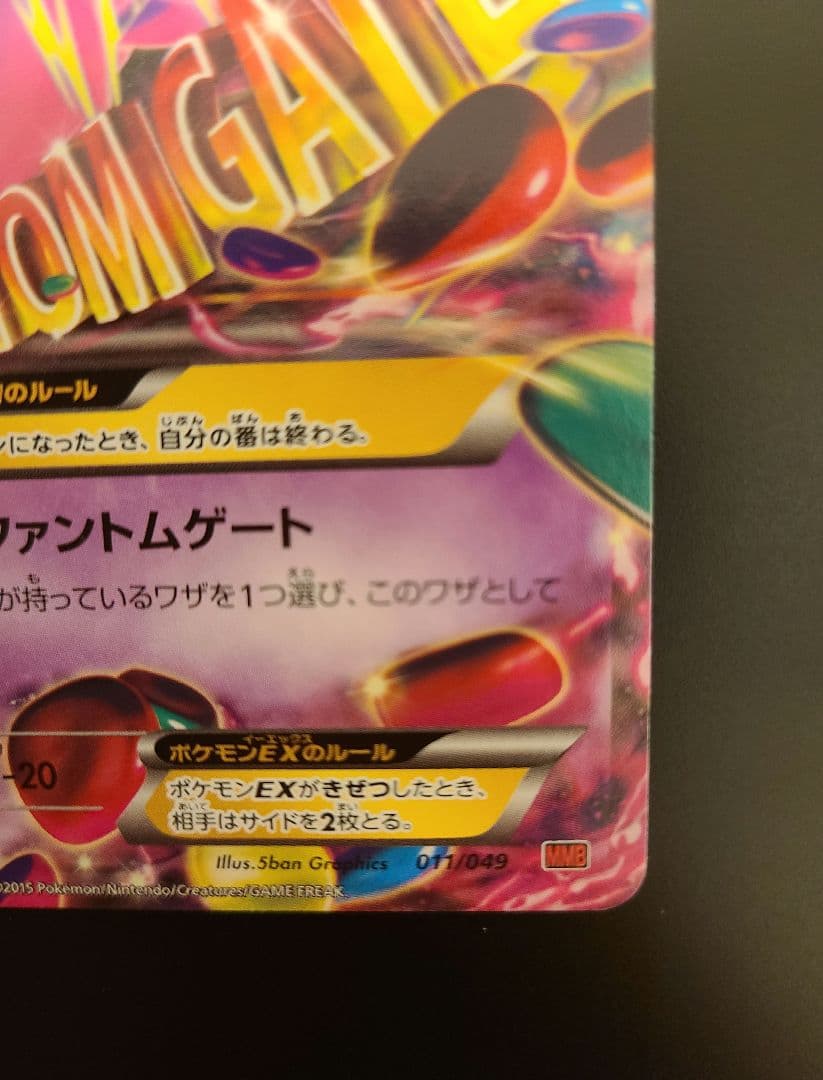 OMIGATE
のルール
になったとき、自分の番は終わる。
ファントムゲート
が持っているワザを1つ選び、このワザとして
-20
ポケモンEXのルール
ポケモンEXがきぜつしたとき、
相手はサイドを2枚とる。
Illus.5ban Graphics 011/049 MMB
©2015 Pokémon/Nintendo/Creatures/GAME FREAK.